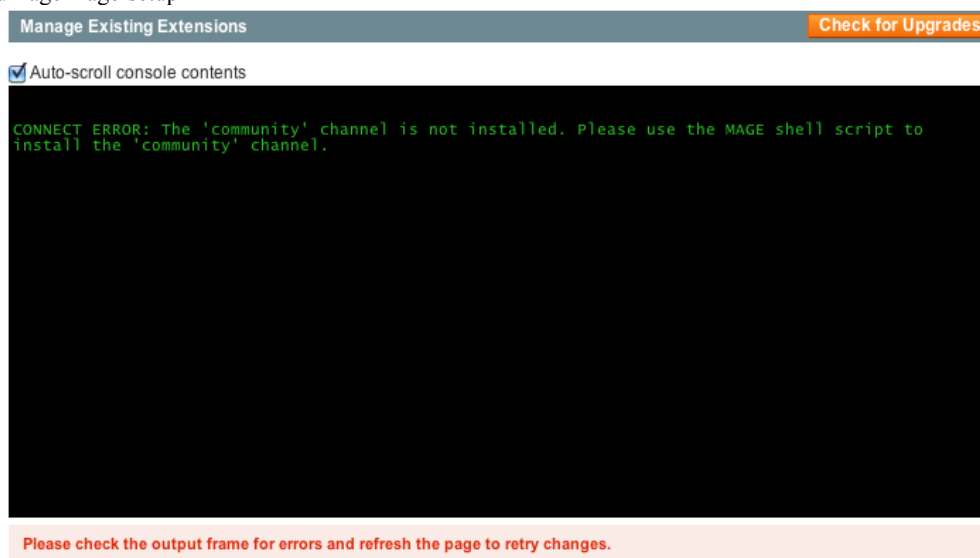 Manage Existing Extensions
Check for Upgrades
Auto-scroll console contents
CONNECT ERROR: The 'community' channel is not installed. Please use the MAGE shell script to
install the 'community' channel.
Please check the output frame for errors and refresh the page to retry changes.